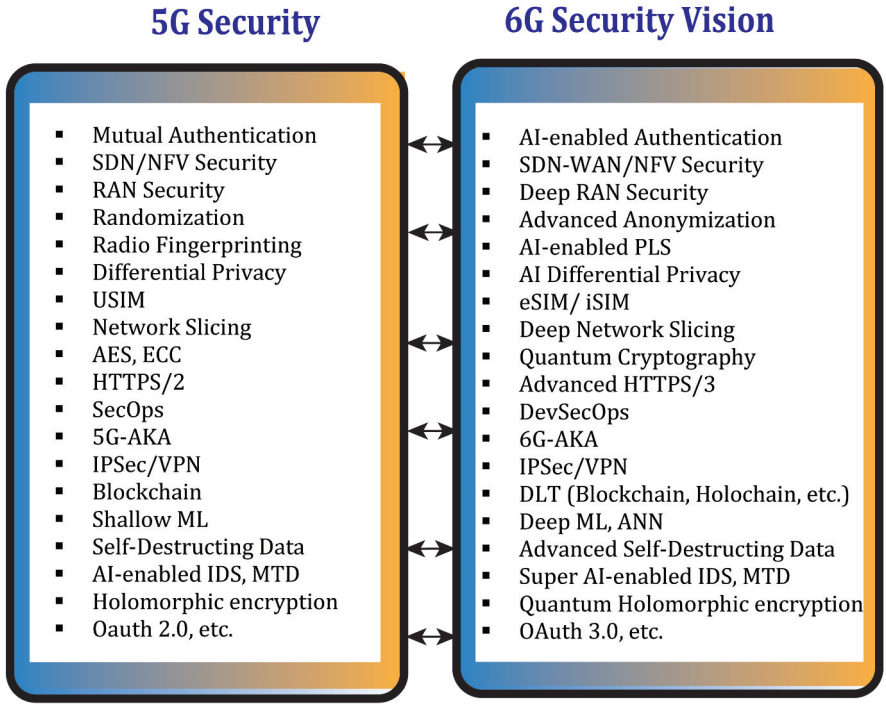 5G Security
Mutual Authentication
SDN/NFV Security
RAN Security
Randomization
Radio Fingerprinting
Differential Privacy
USIM
Network Slicing
AES, ECC
HTTPS/2
SecOps
5G-AKA
IPSec/VPN
Blockchain
Shallow ML
Self-Destructing Data
AI-enabled IDS, MTD
Holomorphic encryption
Oauth 2.0, etc.
6G Security Vision
AI-enabled Authentication
SDN-WAN/NFV Security
Deep RAN Security
Advanced Anonymization
AI-enabled PLS
AI Differential Privacy
eSIM/ iSIM
Deep Network Slicing
Quantum Cryptography
Advanced HTTPS/3
DevSecOps
6G-AKA
IPSec/VPN
DLT (Blockchain, Holochain, etc.)
Deep ML, ANN
Advanced Self-Destructing Data
Super AI-enabled IDS, MTD
Quantum Holomorphic encryption
OAuth 3.0, etc.